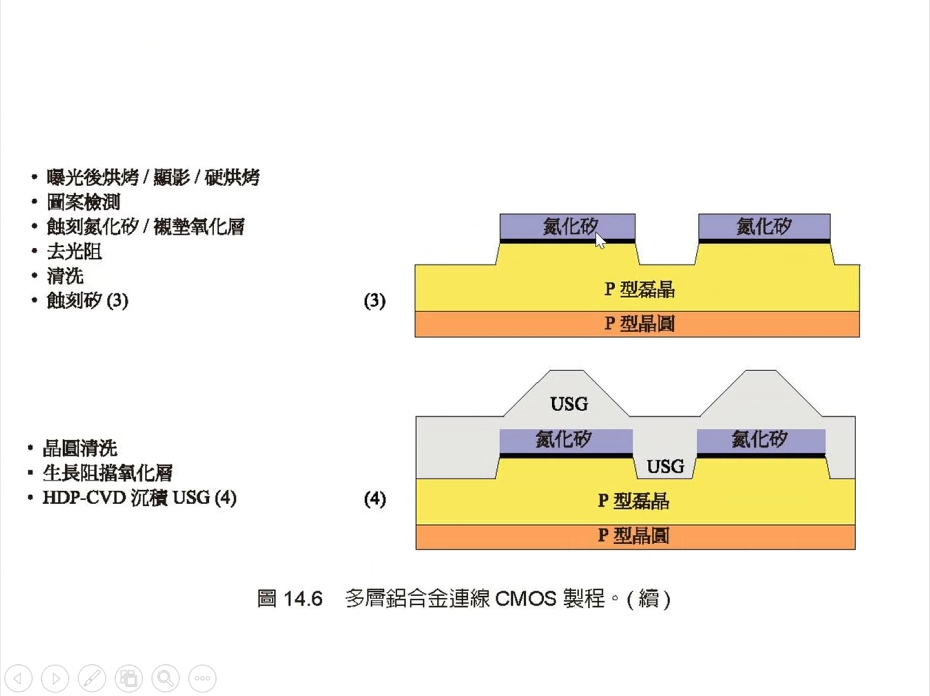 • 曝光後烘烤 / 顯影 / 硬烘烤
• 圖案檢測
• 蝕刻氮化矽 / 襯墊氧化層
• 去光阻
• 清洗
• 蝕刻矽 (3)
(3)
氮化矽
氮化矽
P 型磊晶
P 型晶圓
• 晶圓清洗
▪ 生長阻擋氧化層
• HDP-CVD 沉積 USG (4)
(4)
USG
氮化矽
氮化矽
USG
P 型磊晶
P 型晶圓
圖 14.6 多層鋁合金連線 CMOS 製程。( 續 )